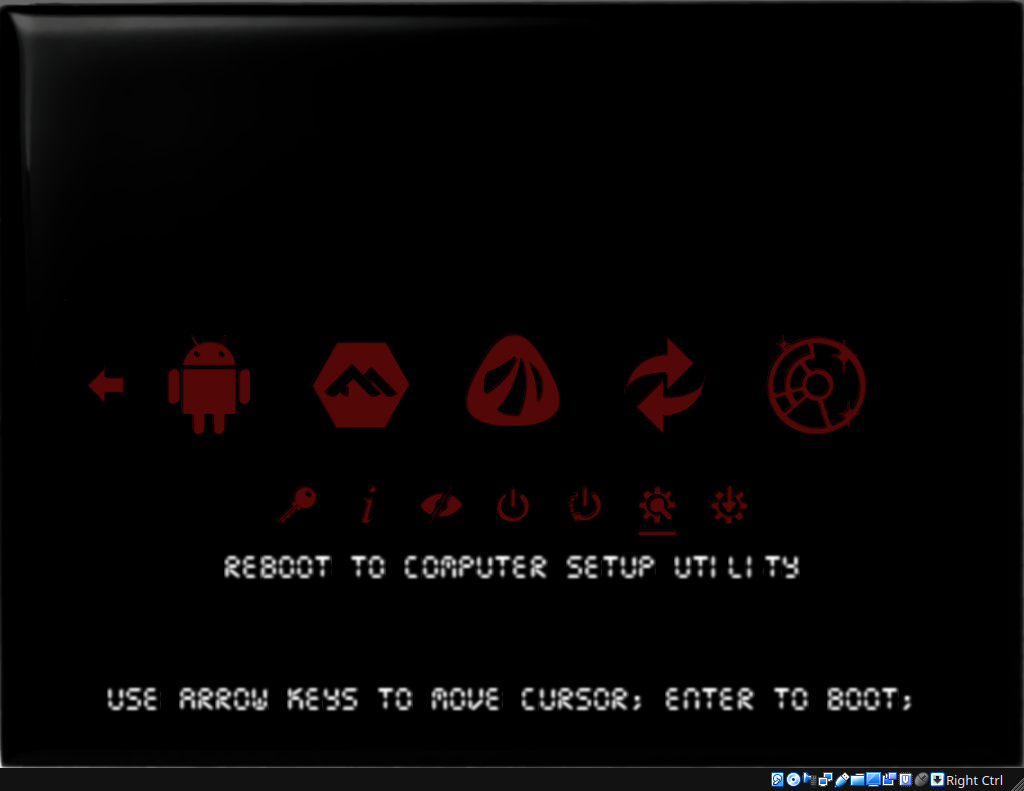 REBOOT TO COMPUTER SETUP UTILITY
USE ARROW KEYS TO MOVE CURSOR; ENTER TO BOOT;
Right Ctrl